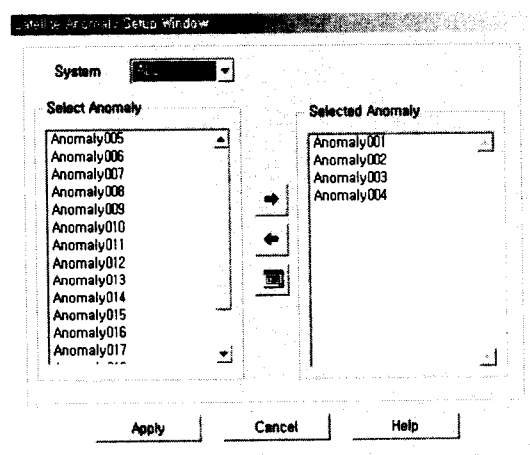 Satellite Anomaly Setup Window
System
Select Anomaly
Anomaly005
Anomaly006
Anomaly007
Anomaly008
Anomaly009
Anomaly010
Anomaly011
Anomaly012
Anomaly013
Anomaly014
Anomaly015
Anomaly016
Anomaly017
Selected Anomaly
Anomaly001
Anomaly002
Anomaly003
Anomaly004
Apply
Cancel
Help